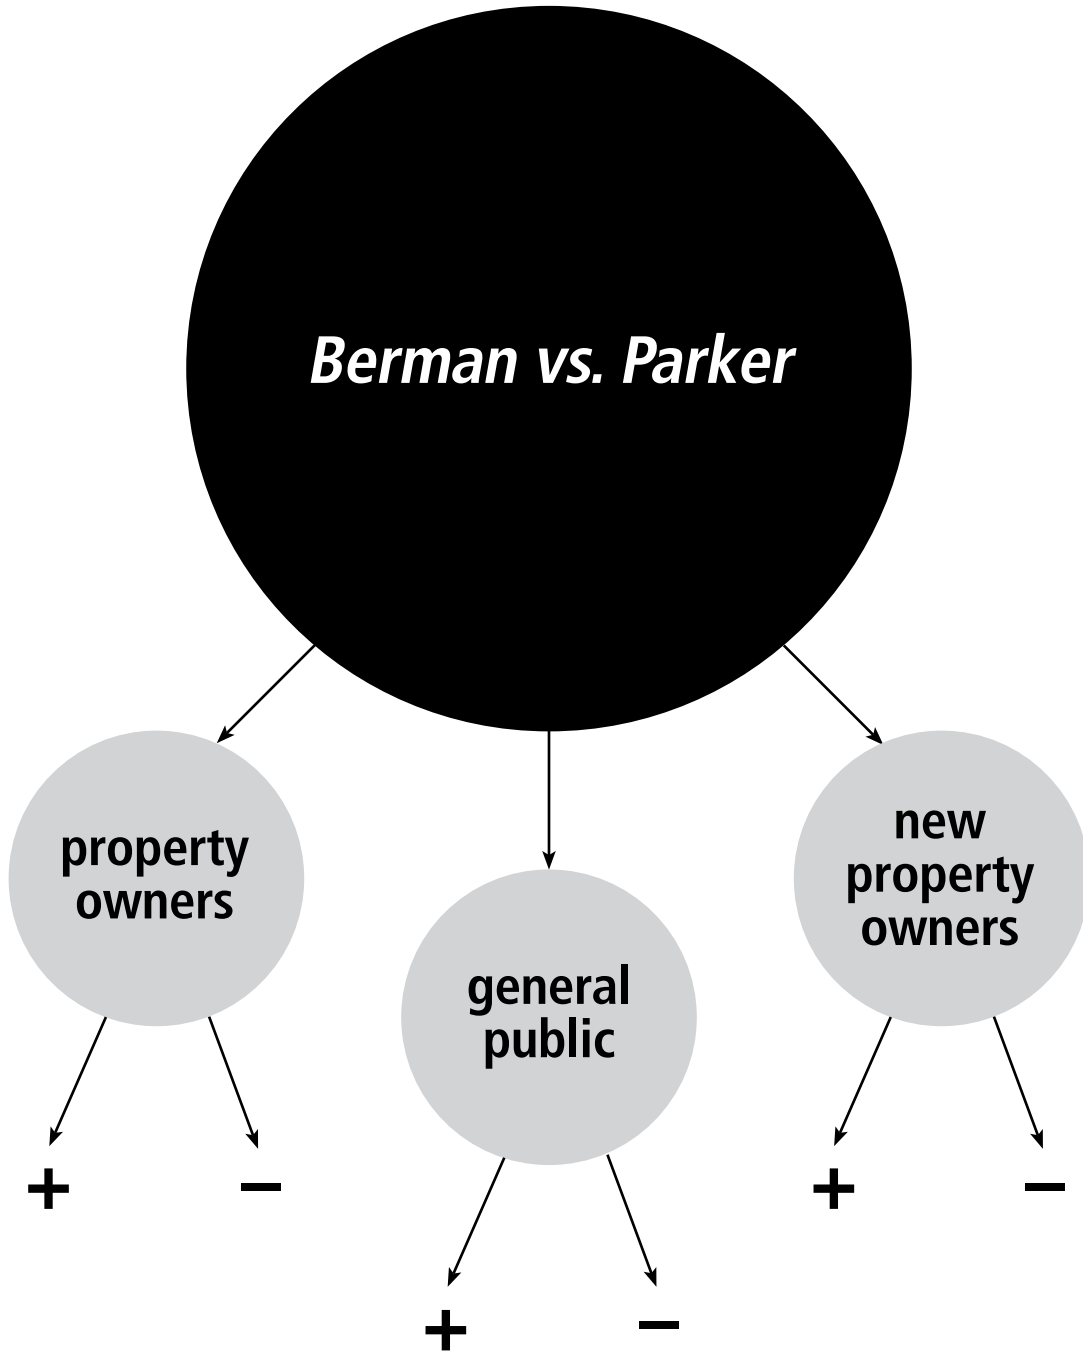 Berman vs. Parker
property
owners
general
public
new
property
owners
+ −
+ −
+ −